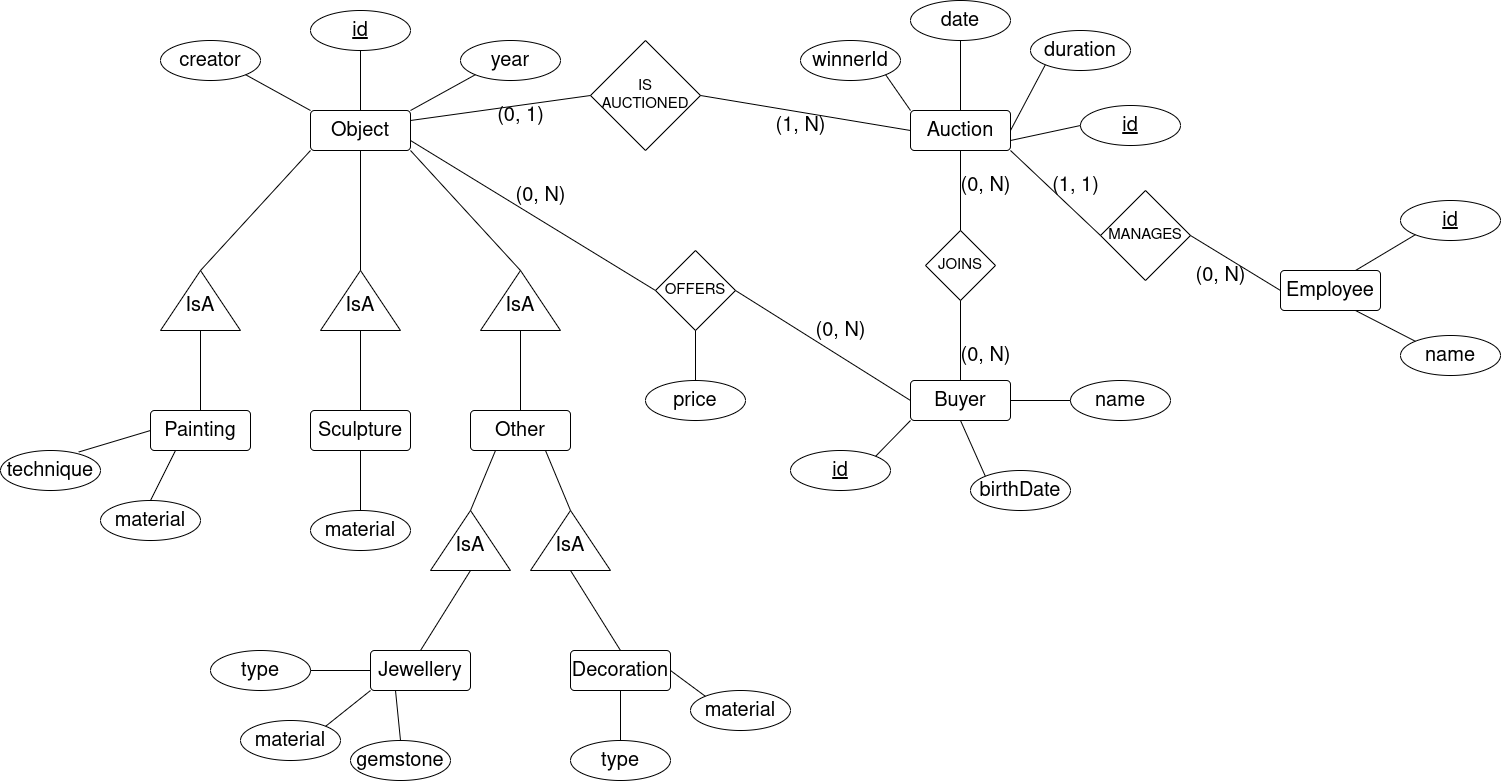 id
date
creator
year
winnerId
duration
IS
AUCTIONED
(0, 1)
(1, N)
Object
Auction
id
(0, N)
(0, N)
(1, 1)
id
MANAGES
JOINS
(0, N)
Employee
OFFERS
IsA
IsA
IsA
(0, N)
(0, N)
name
price
Buyer
name
Painting
Sculpture
Other
technique
id
birthDate
material
material
IsA
IsA
type
Jewellery
Decoration
material
material
gemstone
type